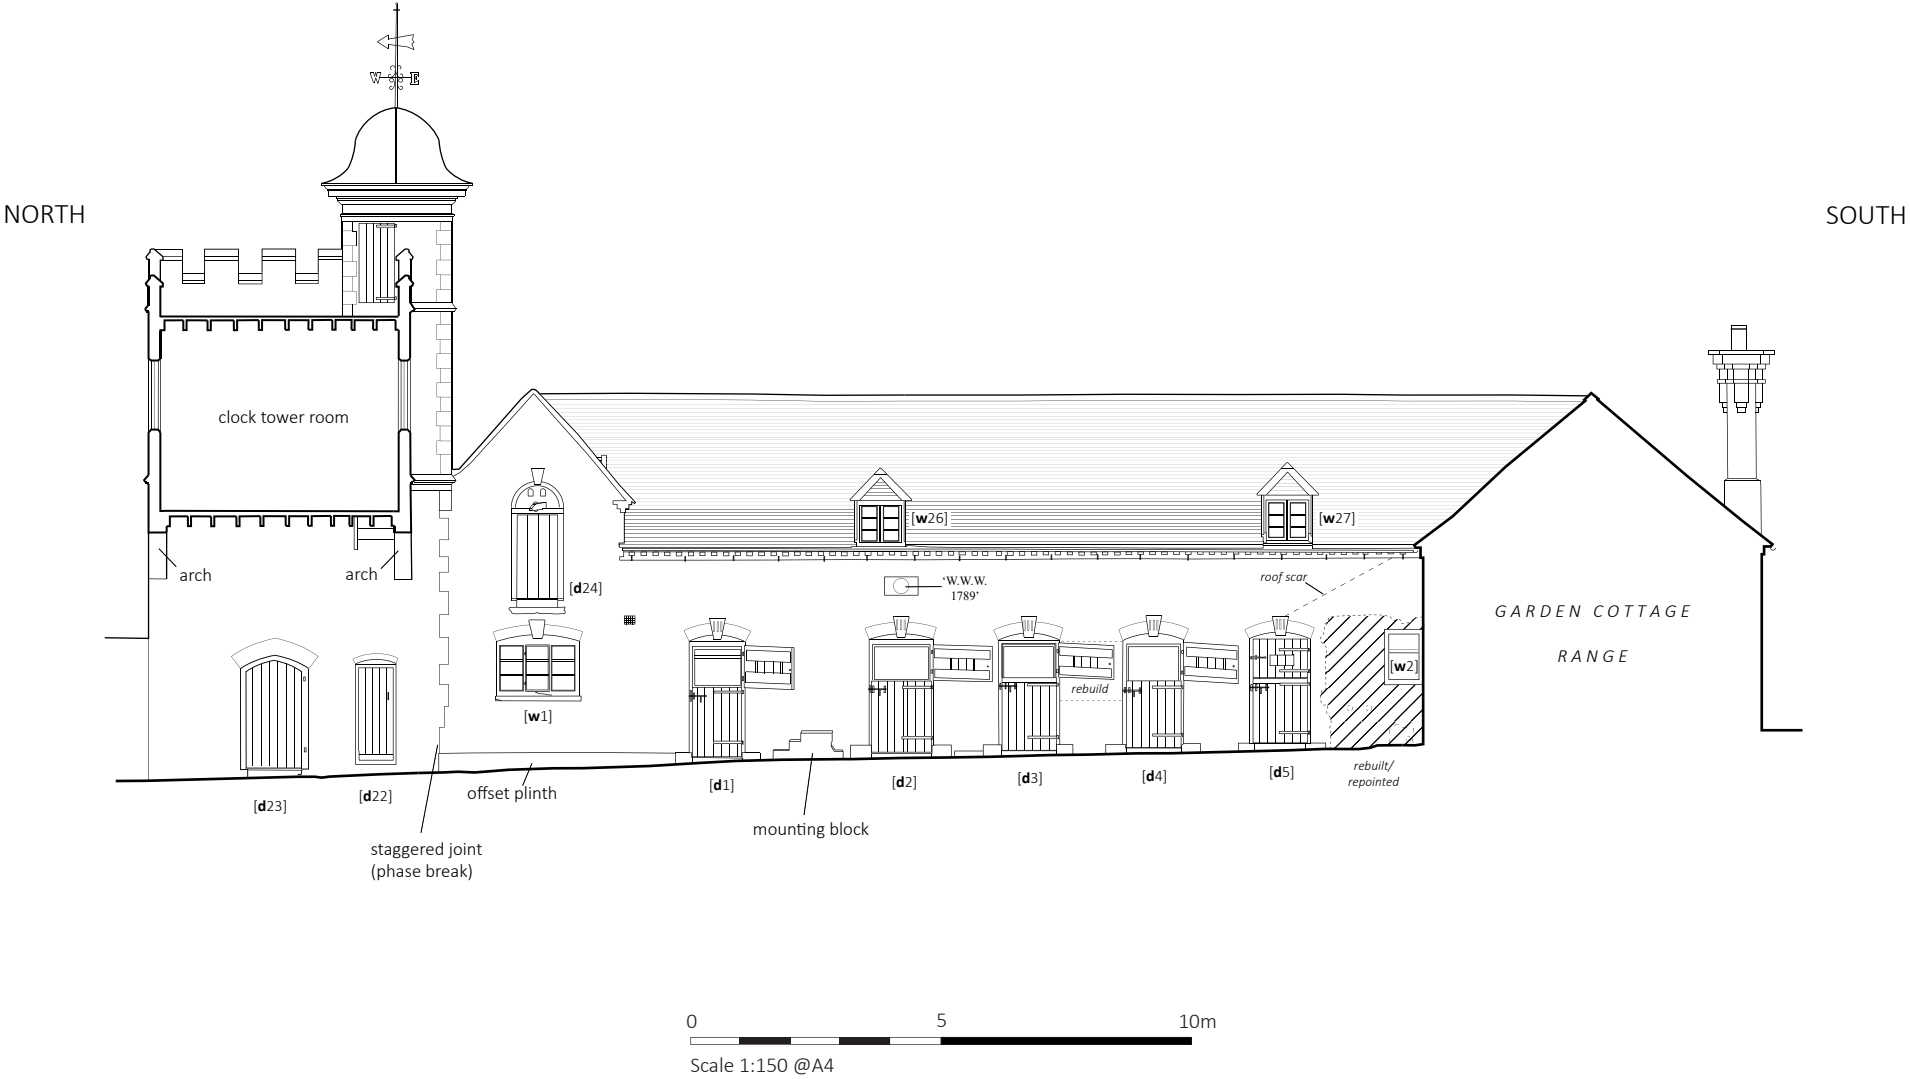 W E
NORTH
SOUTH
clock tower room
[w26]
[w27]
arch
arch
[d24]
'W.W.W.
1789'
roof scar
GARDEN COTTAGE
RANGE
[w2]
rebuild
[w1]
rebuilt/
repointed
[d23]
[d22]
offset plinth
[d1]
[d2]
[d3]
[d4]
[d5]
mounting block
staggered joint
(phase break)
0 5 10m
Scale 1:150 @A4